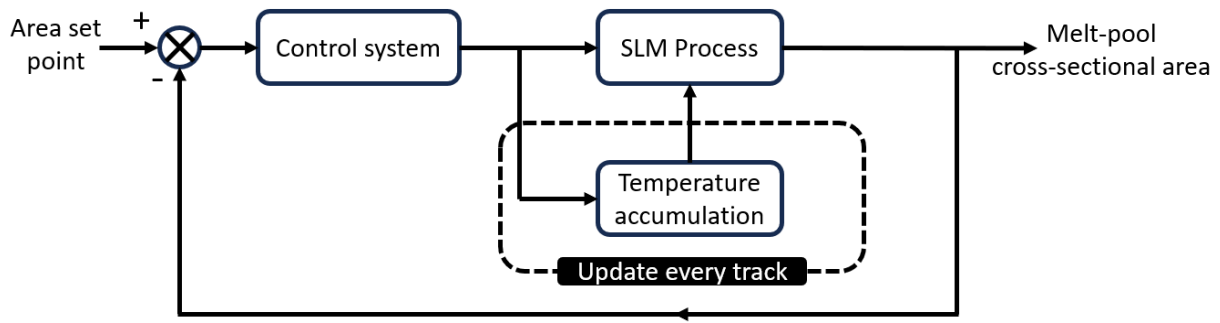 Area set
point
+
-
Control system
SLM Process
Melt-pool
cross-sectional area
Temperature
accumulation
Update every track